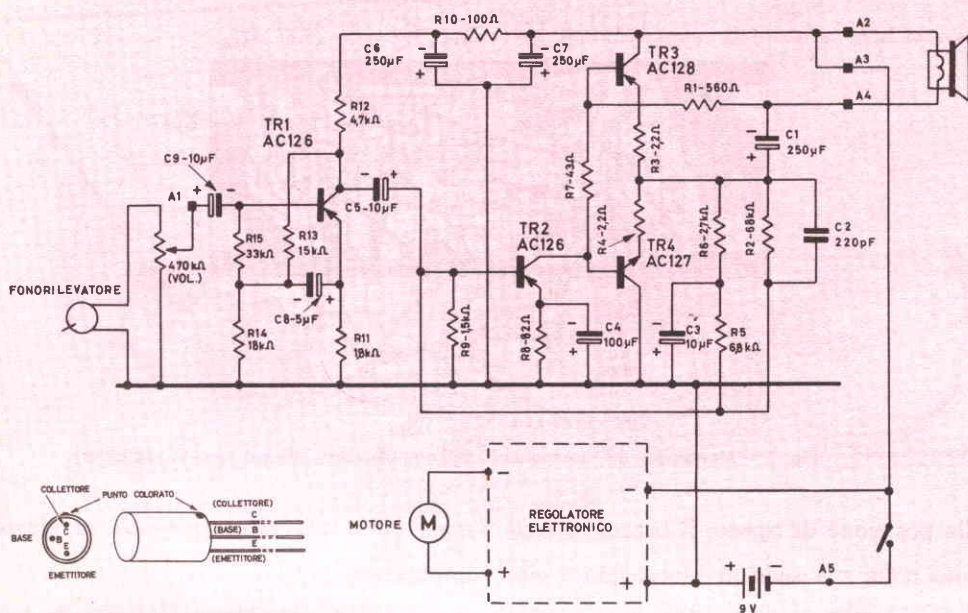 R10-100Ω
C6
250µF
-
+
C7
250µF
-
+
TR3
AC128
A2
A3
A4
R1-560Ω
R12
4,7kΩ
TR1
AC126
C9-10µF
A1
+
-
C5-10µF
-
+
R7-43Ω
R3-2,2Ω
C1
250µF
-
+
R15
33kΩ
R13
15kΩ
470kΩ
(VOL.)
FONORILEVATORE
C8-5µF
-
+
R14
18kΩ
R11
1,8kΩ
R9-1,5kΩ
TR2
AC126
R4-2,2Ω
TR4
AC127
R6-2,7kΩ
R2-68kΩ
C2
220pF
R8-82Ω
C4
100µF
-
+
C3
10µF
-
+
R5
6,8kΩ
COLLETTORE
PUNTO COLORATO
(COLLETTORE)
BASE
C
B
E
C
(BASE)
B
E
(EMETTITORE)
EMETTITORE
MOTORE
M
-
+
REGOLATORE
ELETTRONICO
-
+
+
-
9V
A5